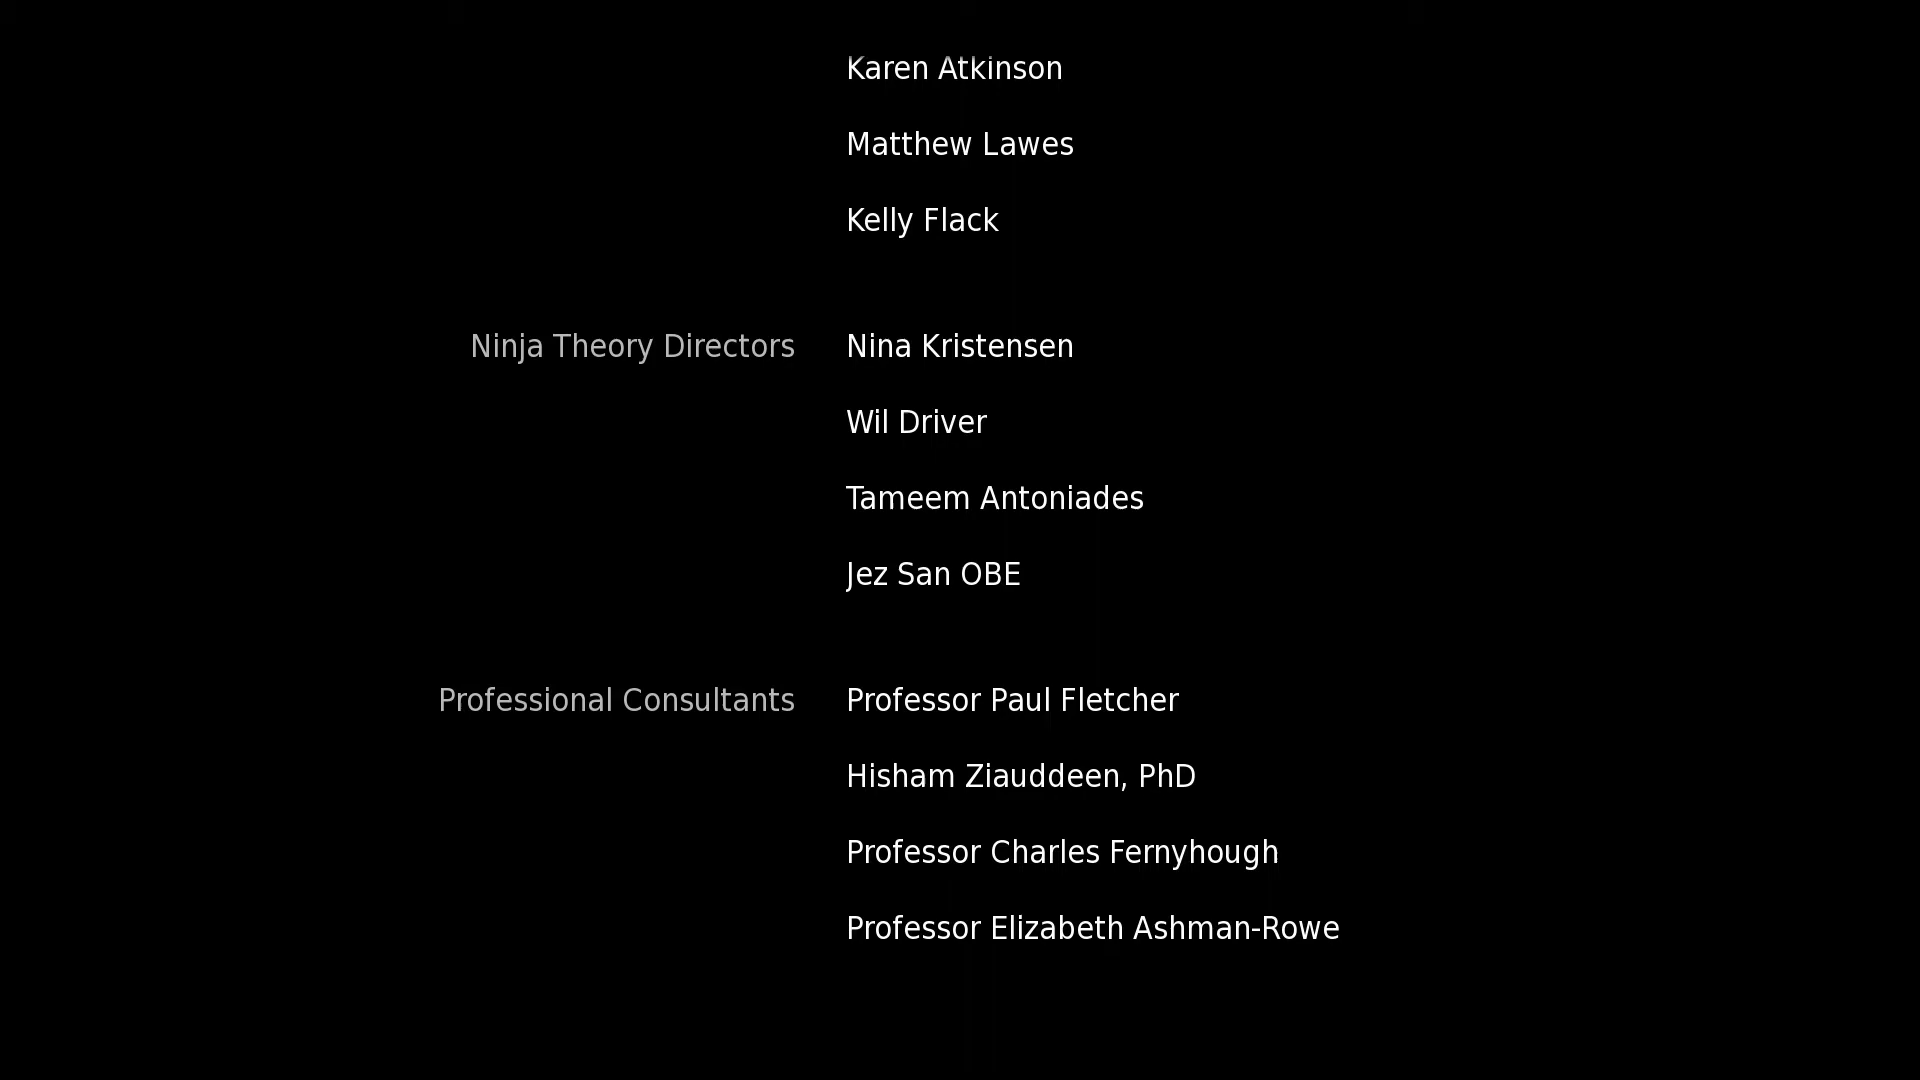 Karen Atkinson
Matthew Lawes
Kelly Flack
Ninja Theory Directors Nina Kristensen
Wil Driver
Tameem Antoniades
Jez San OBE
Professional Consultants Professor Paul Fletcher
Hisham Ziauddeen, PhD
Professor Charles Fernyhough
Professor Elizabeth Ashman-Rowe